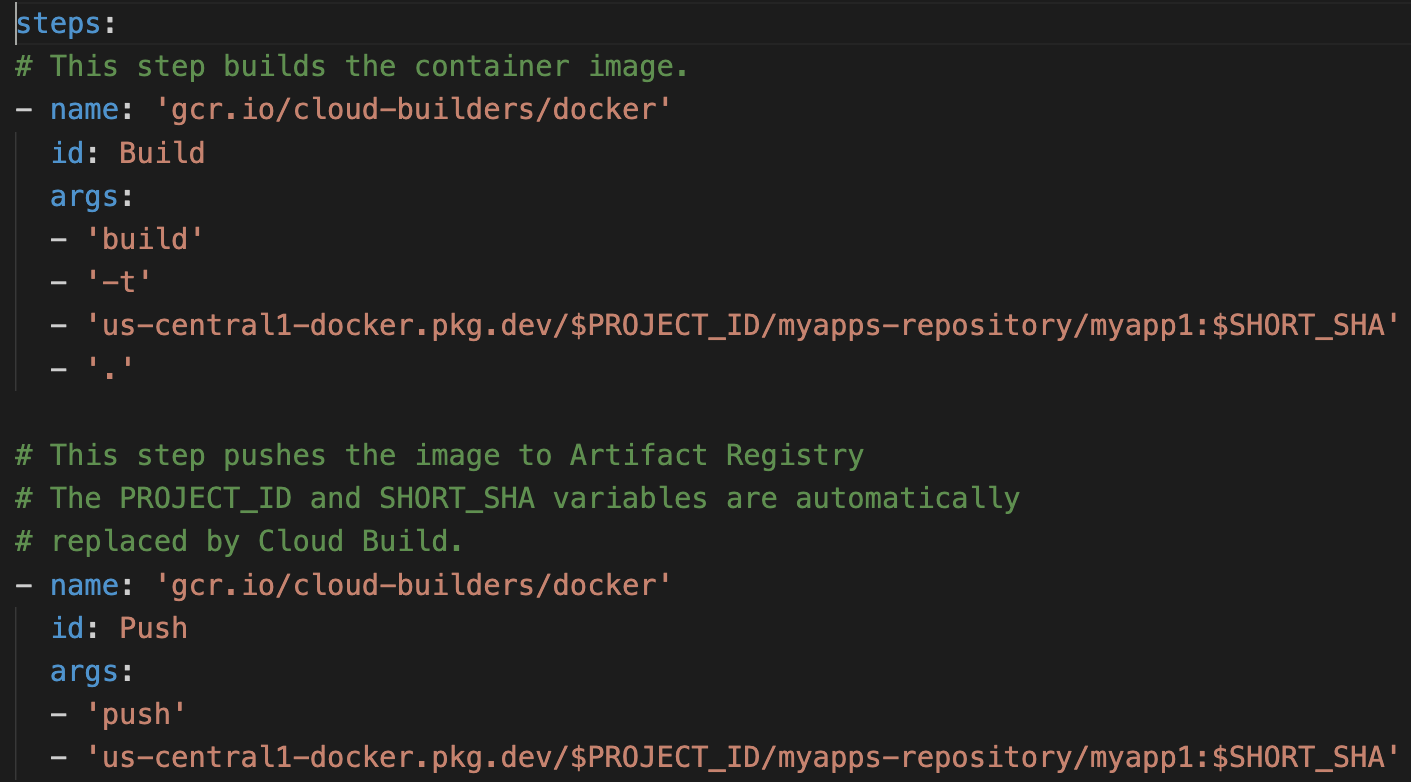 steps:
# This step builds the container image.
- name: 'gcr.io/cloud-builders/docker'
  id: Build
  args:
  - 'build'
  - '-t'
  - 'us-central1-docker.pkg.dev/$PROJECT_ID/myapps-repository/myapp1:$SHORT_SHA'
  - '.'

# This step pushes the image to Artifact Registry
# The PROJECT_ID and SHORT_SHA variables are automatically
# replaced by Cloud Build.
- name: 'gcr.io/cloud-builders/docker'
  id: Push
  args:
  - 'push'
  - 'us-central1-docker.pkg.dev/$PROJECT_ID/myapps-repository/myapp1:$SHORT_SHA'